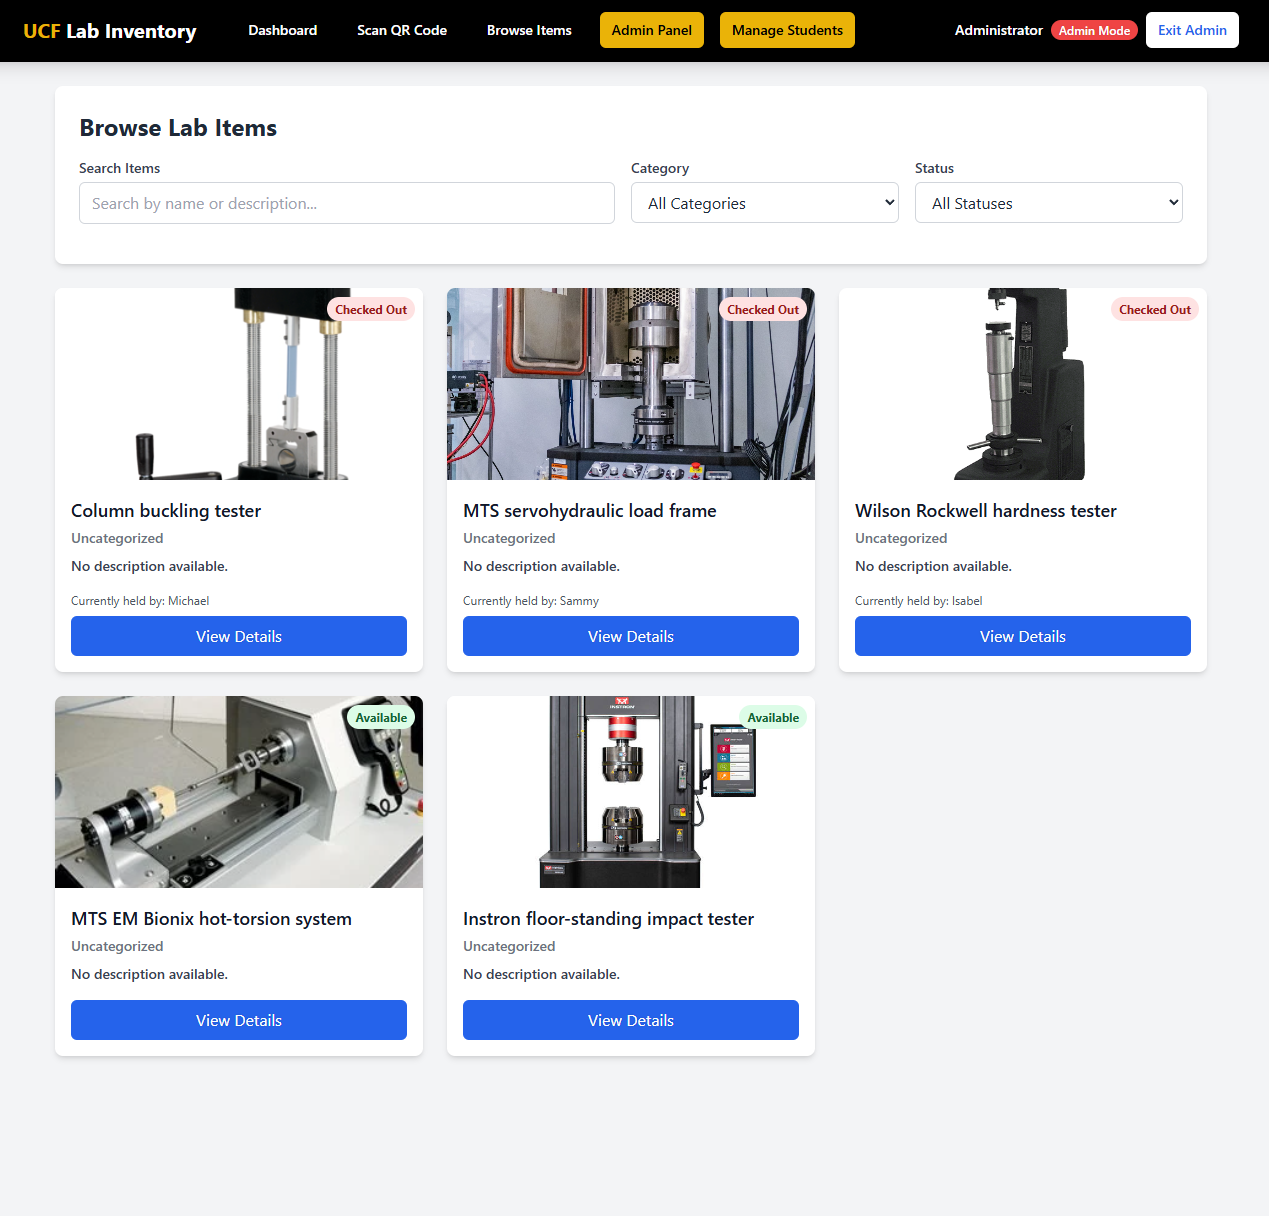 UCF Lab Inventory
Dashboard
Scan QR Code
Browse Items
Admin Panel
Manage Students
Administrator
Admin Mode
Exit Admin
Browse Lab Items
Search Items
Category
Status
Search by name or description...
All Categories
All Statuses
Checked Out
Column buckling tester
Uncategorized
No description available.
Currently held by: Michael
View Details
Checked Out
MTS servohydraulic load frame
Uncategorized
No description available.
Currently held by: Sammy
View Details
Checked Out
Wilson Rockwell hardness tester
Uncategorized
No description available.
Currently held by: Isabel
View Details
Available
MTS EM Bionix hot-torsion system
Uncategorized
No description available.
View Details
INSTRON
Available
Instron floor-standing impact tester
Uncategorized
No description available.
View Details